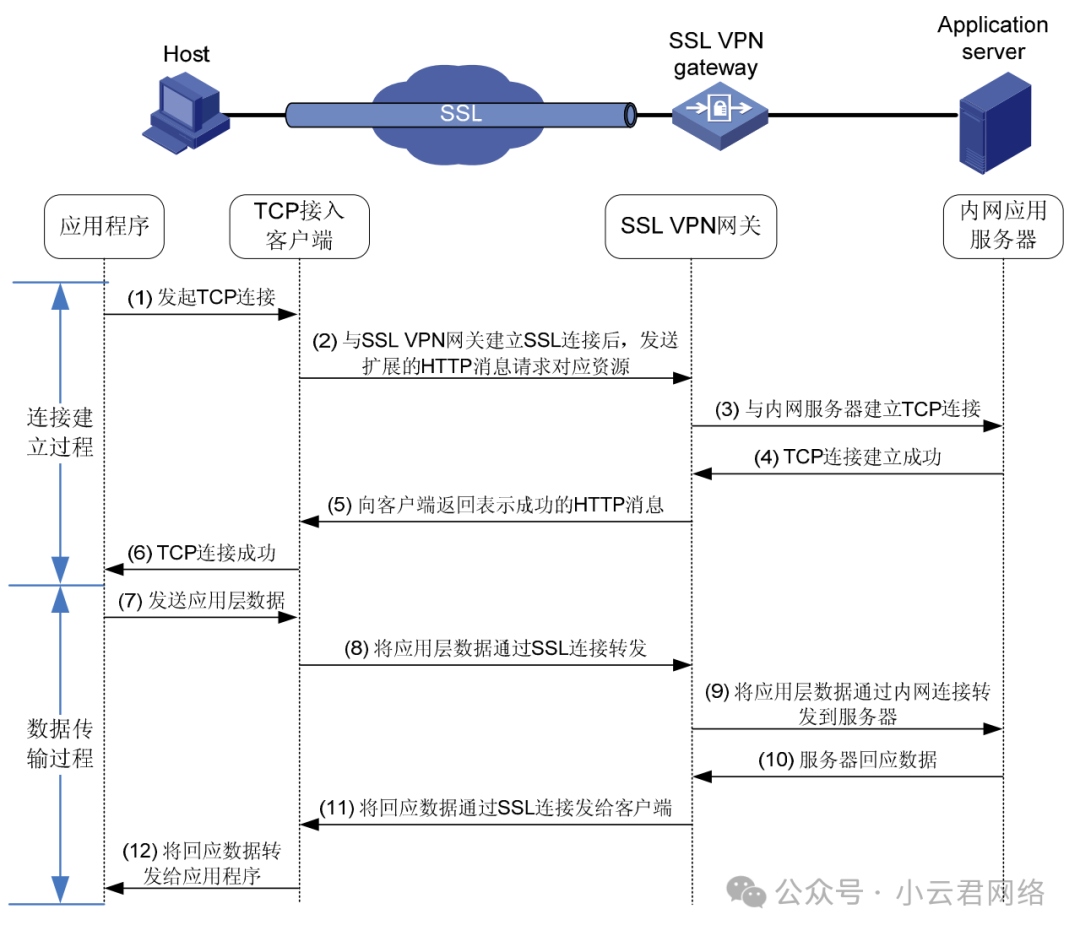 Host
SSL VPN
gateway
Application
server
SSL
应用程序
TCP接入
客户端
SSL VPN网关
内网应用
服务器
(1) 发起TCP连接
(2) 与SSL VPN网关建立SSL连接后，发送
扩展的HTTP消息请求对应资源
(3) 与内网服务器建立TCP连接
连接建
立过程
(4) TCP连接建立成功
(5) 向客户端返回表示成功的HTTP消息
(6) TCP连接成功
(7) 发送应用层数据
(8) 将应用层数据通过SSL连接转发
(9) 将应用层数据通过内网连接转
发到服务器
数据传
输过程
(10) 服务器回应数据
(11) 将回应数据通过SSL连接发给客户端
(12) 将回应数据转
发给应用程序
公众号 · 小云君网络